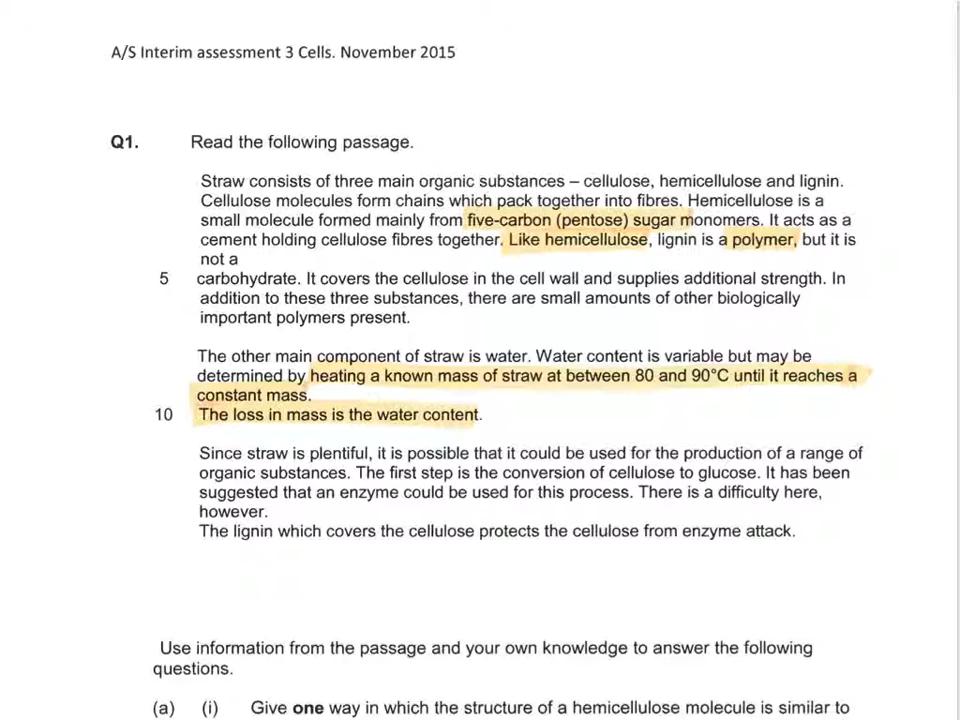 A/S Interim assessment 3 Cells. November 2015
Q1. Read the following passage.
Straw consists of three main organic substances – cellulose, hemicellulose and lignin.
Cellulose molecules form chains which pack together into fibres. Hemicellulose is a
small molecule formed mainly from five-carbon (pentose) sugar monomers. It acts as a
cement holding cellulose fibres together. Like hemicellulose, lignin is a polymer, but it is
not a
5 carbohydrate. It covers the cellulose in the cell wall and supplies additional strength. In
addition to these three substances, there are small amounts of other biologically
important polymers present.
The other main component of straw is water. Water content is variable but may be
determined by heating a known mass of straw at between 80 and 90°C until it reaches a
constant mass.
10 The loss in mass is the water content.
Since straw is plentiful, it is possible that it could be used for the production of a range of
organic substances. The first step is the conversion of cellulose to glucose. It has been
suggested that an enzyme could be used for this process. There is a difficulty here,
however.
The lignin which covers the cellulose protects the cellulose from enzyme attack.
Use information from the passage and your own knowledge to answer the following
questions.
(a) (i) Give one way in which the structure of a hemicellulose molecule is similar to